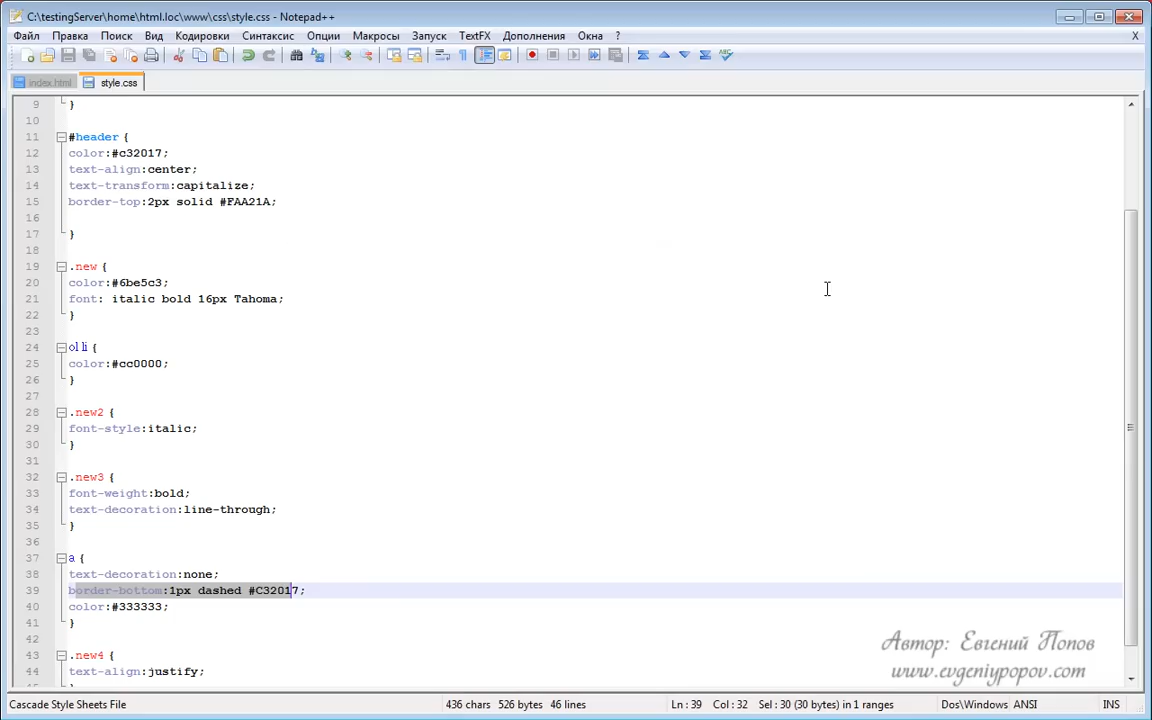 C:\testingServer\home\html.loc\www\css\style.css - Notepad++
Файл Правка Поиск Вид Кодировки Синтаксис Опции Макросы Запуск TextFX Дополнения Окна ? X
index.html style.css
9 }
10
11 #header {
12 color:#c32017;
13 text-align:center;
14 text-transform:capitalize;
15 border-top:2px solid #FAA21A;
16
17 }
18
19 .new {
20 color:#6be5c3;
21 font: italic bold 16px Tahoma;
22 }
23
24 ol li {
25 color:#cc0000;
26 }
27
28 .new2 {
29 font-style:italic;
30 }
31
32 .new3 {
33 font-weight:bold;
34 text-decoration:line-through;
35 }
36
37 a {
38 text-decoration:none;
39 border-bottom:1px dashed #C32017;
40 color:#333333;
41 }
42
43 .new4 {
44 text-align:justify;
Автор: Евгений Попов
www.evgeniypopov.com
Cascade Style Sheets File 436 chars 526 bytes 46 lines Ln : 39 Col : 32 Sel : 30 (30 bytes) in 1 ranges Dos\Windows ANSI INS